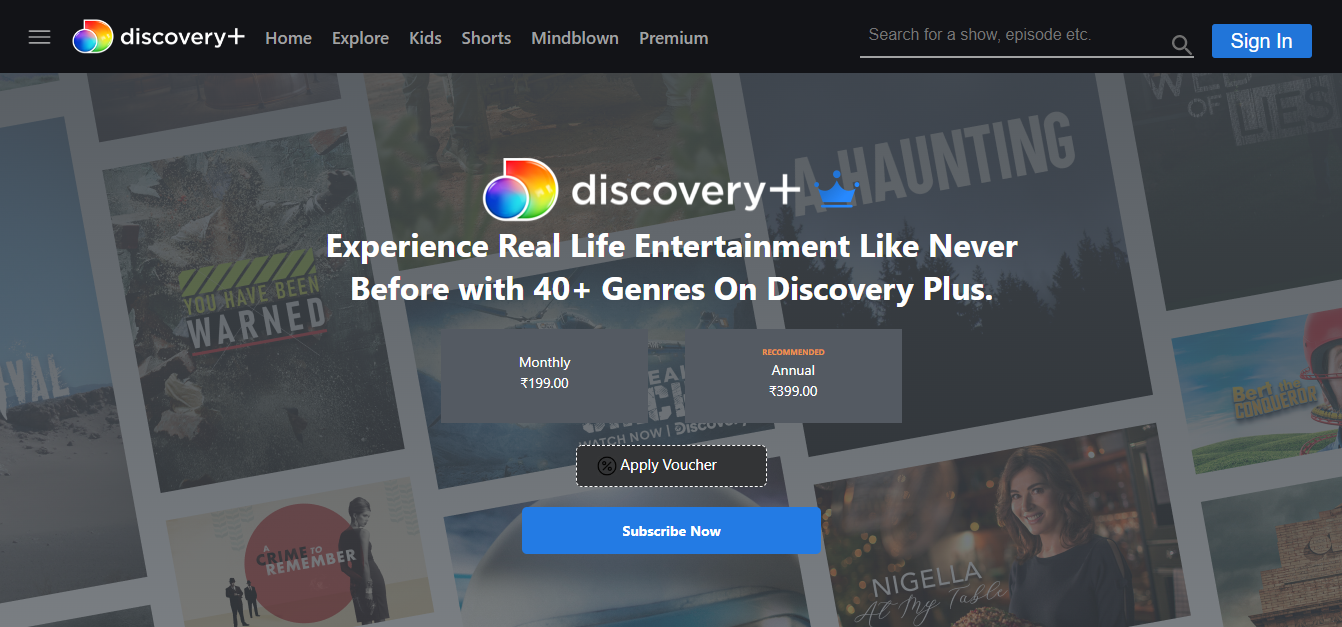 discovery+ Home Explore Kids Shorts Mindblown Premium Search for a show, episode etc. Sign In
OF LIES
A HAUNTING
discovery+
Experience Real Life Entertainment Like Never
Before with 40+ Genres On Discovery Plus.
YOU HAVE BEEN
WARNED
Monthly
₹199.00
RECOMMENDED
Annual
₹399.00
WATCH NOW | Discovery
Bert the
CONQUEROR
% Apply Voucher
Subscribe Now
A
CRIME TO
REMEMBER
NIGELLA
At My Table